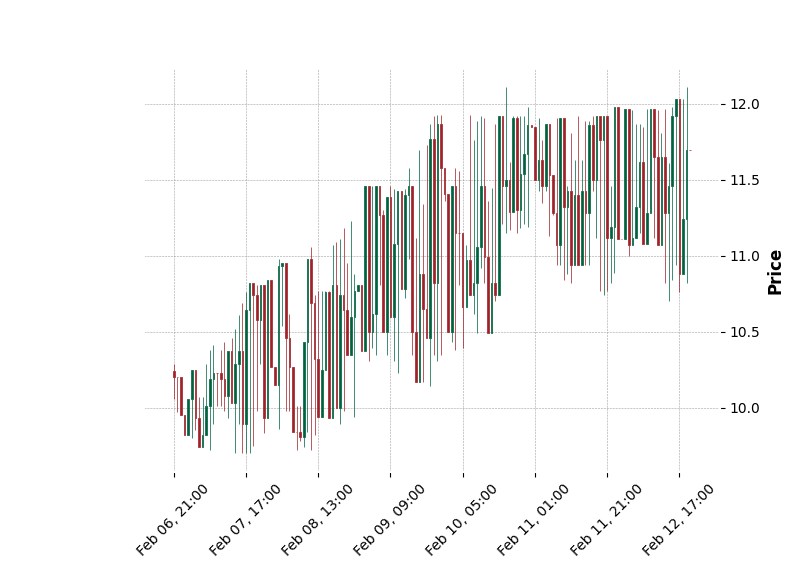 12.0
11.5
11.0
10.5
10.0
Price
Feb 06, 21:00
Feb 07, 17:00
Feb 08, 13:00
Feb 09, 09:00
Feb 10, 05:00
Feb 11, 01:00
Feb 11, 21:00
Feb 12, 17:00